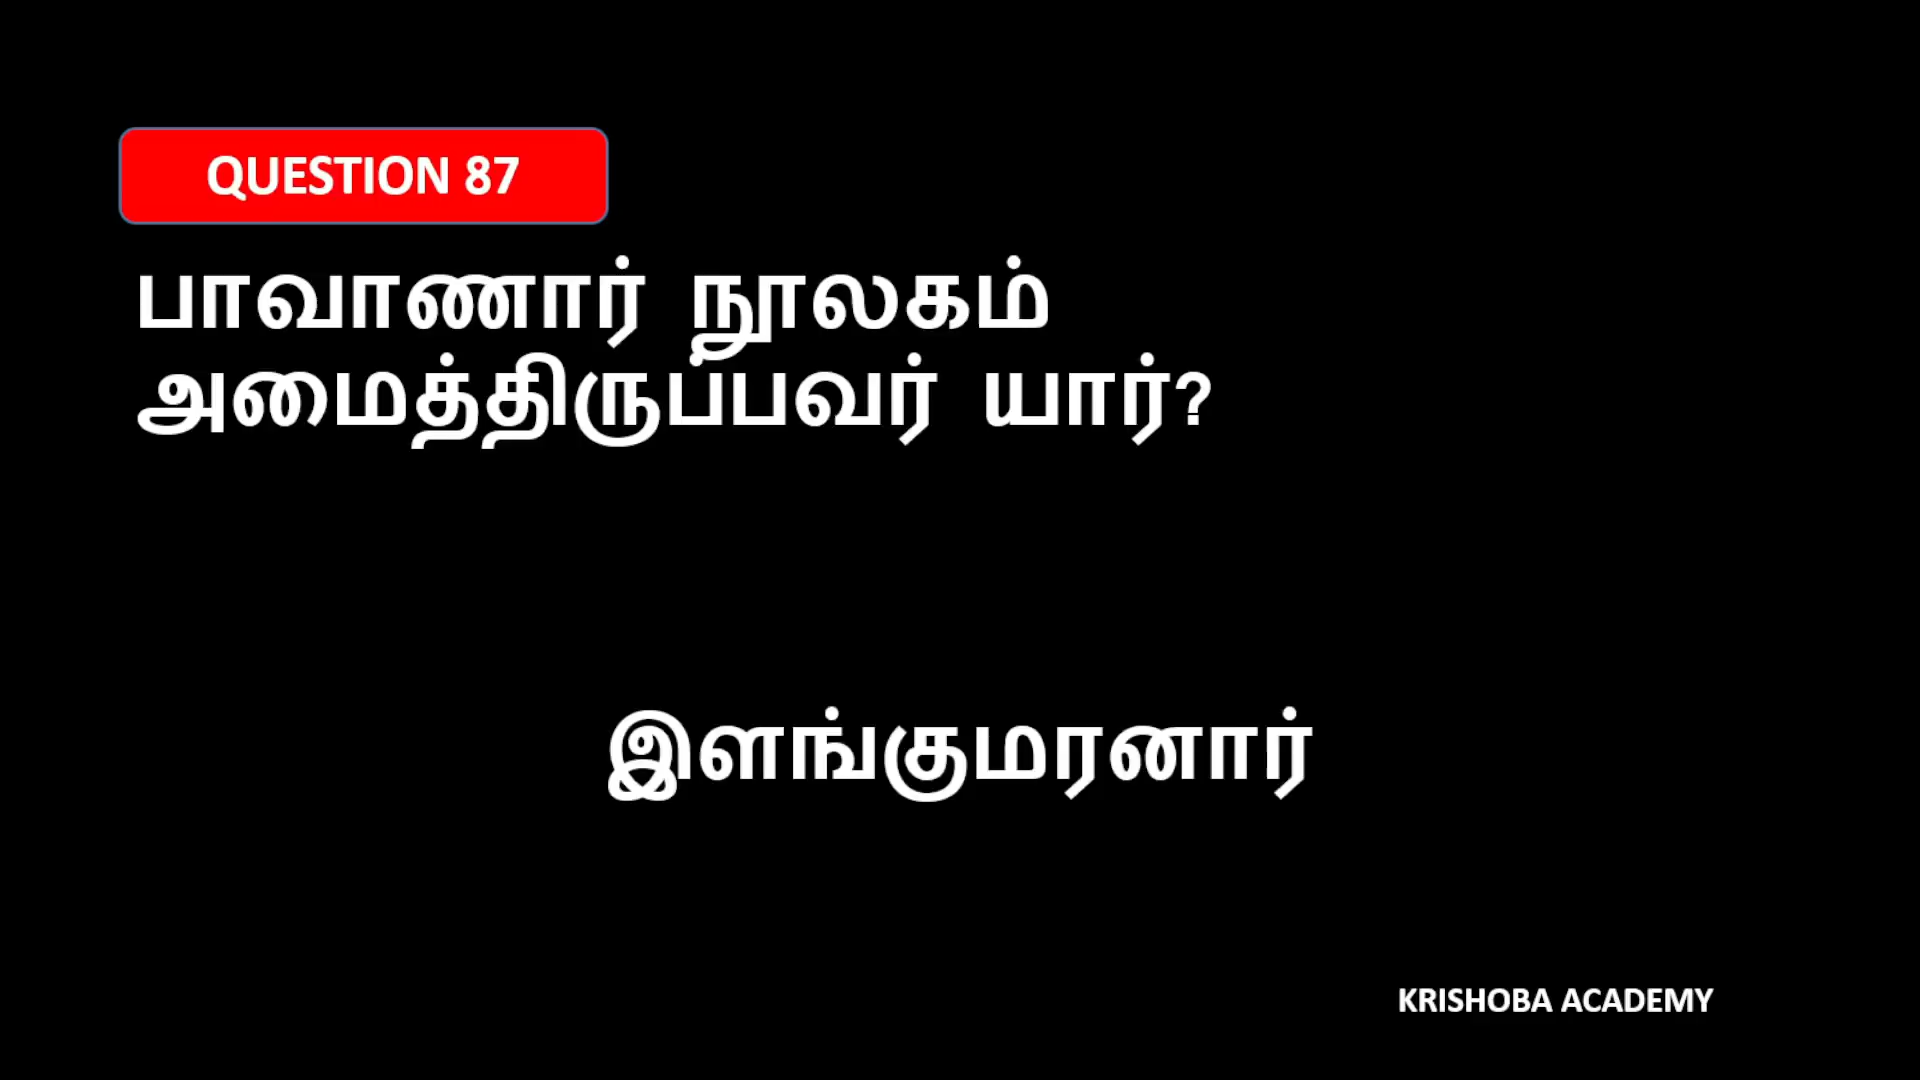 QUESTION 87
பாவாணார் நூலகம்
அமைத்திருப்பவர் யார்?
இளங்குமரனார்
KRISHOBA ACADEMY